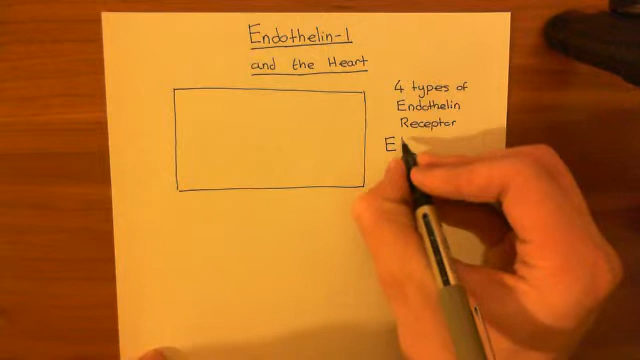 Endothelin-1
and the Heart
4 types of
Endothelin
Receptor
E